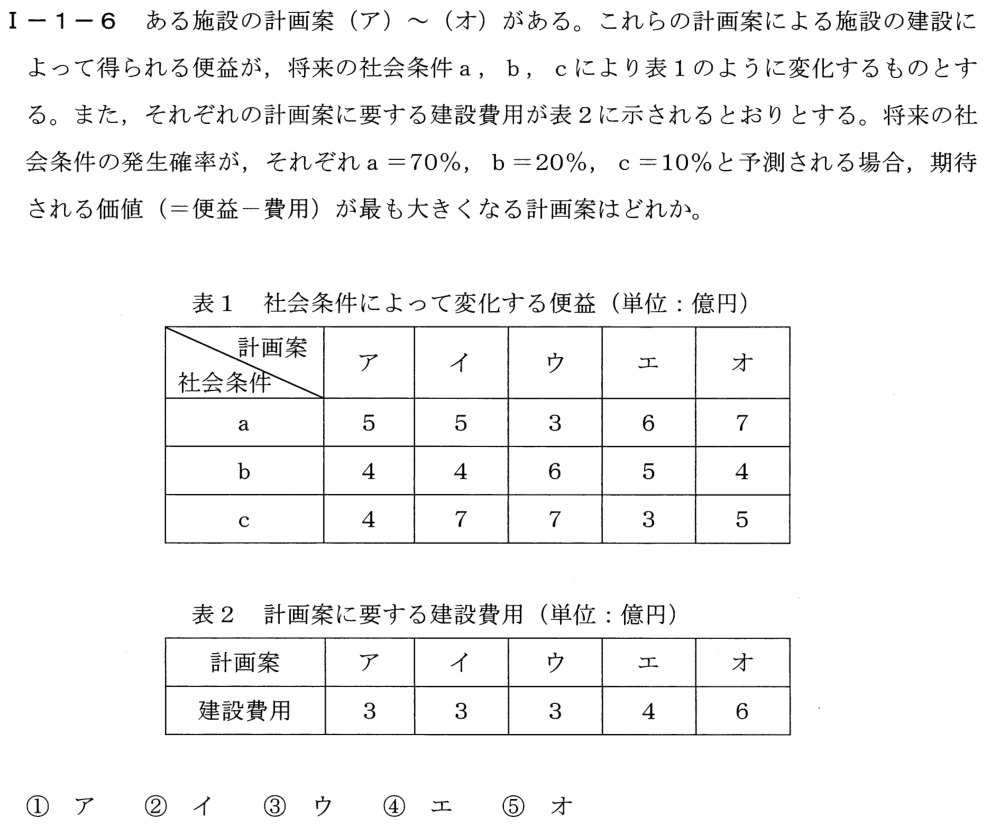 Ⅰ－１－６　ある施設の計画案（ア）～（オ）がある。これらの計画案による施設の建設に
よって得られる便益が，将来の社会条件ａ，ｂ，ｃにより表１のように変化するものとす
る。また，それぞれの計画案に要する建設費用が表２に示されるとおりとする。将来の社
会条件の発生確率が，それぞれａ＝70％，ｂ＝20％，ｃ＝10％と予測される場合，期待
される価値（＝便益－費用）が最も大きくなる計画案はどれか。
表１　社会条件によって変化する便益（単位：億円）
計画案
社会条件
ア　イ　ウ　エ　オ
a　5　5　3　6　7
b　4　4　6　5　4
c　4　7　7　3　5
表２　計画案に要する建設費用（単位：億円）
計画案　ア　イ　ウ　エ　オ
建設費用　3　3　3　4　6
①　ア　②　イ　③　ウ　④　エ　⑤　オ